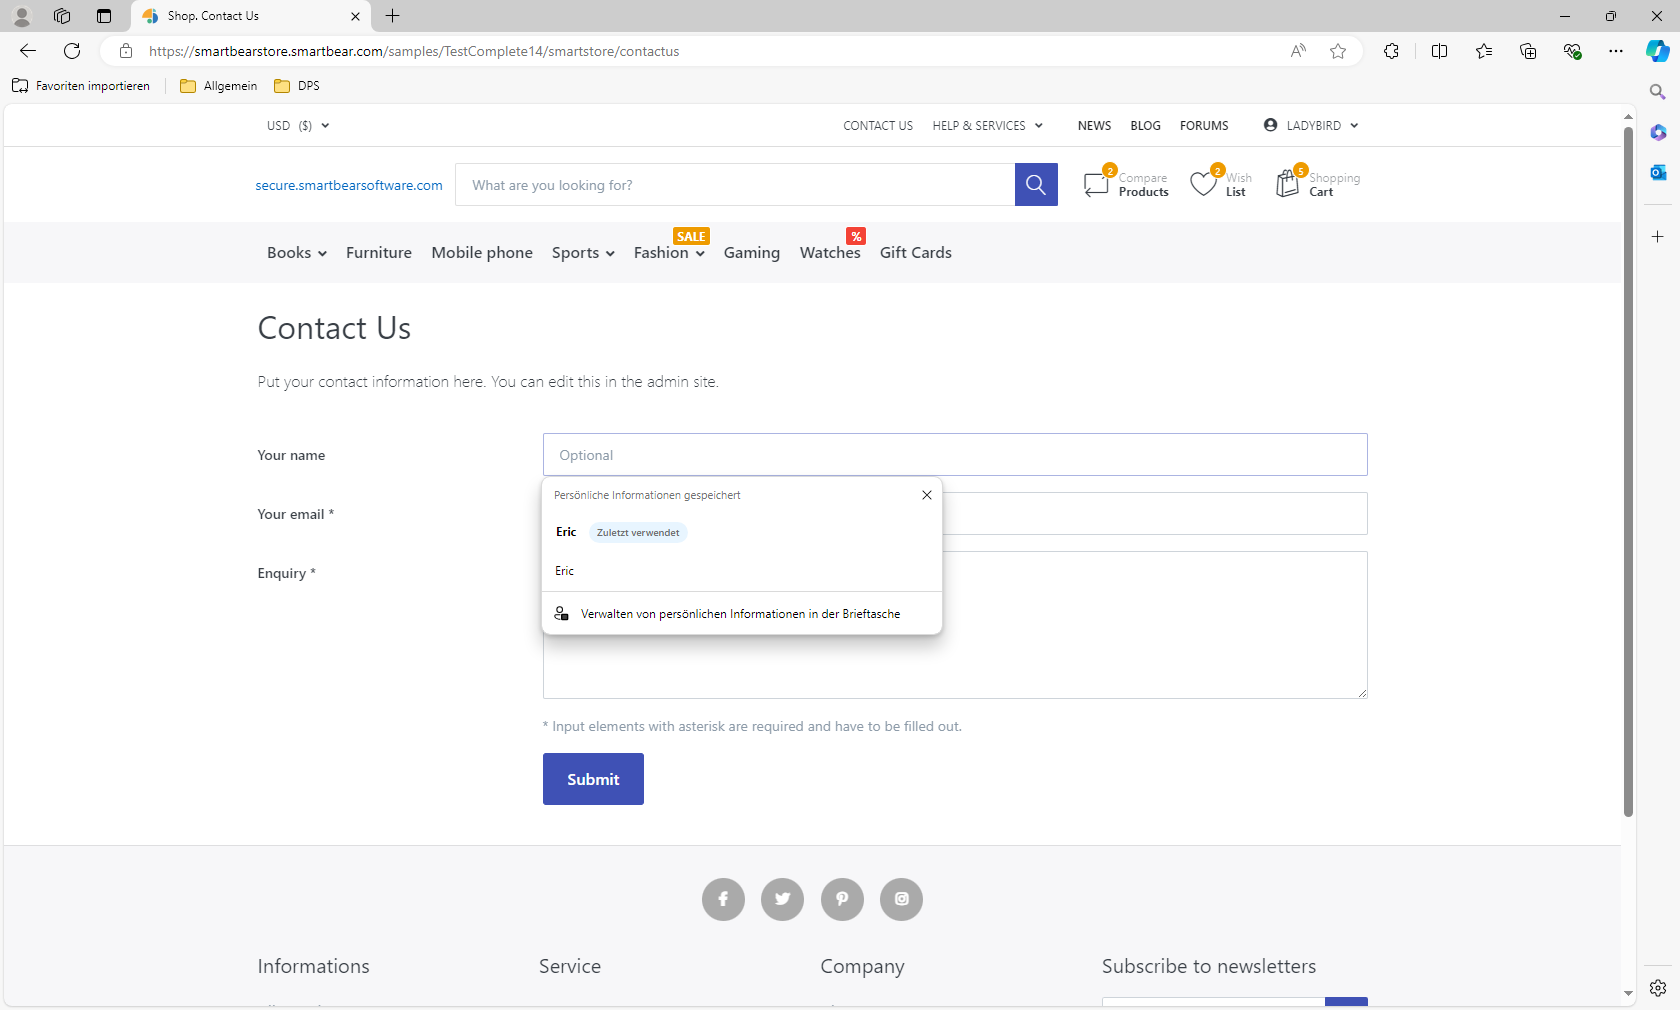 Shop. Contact Us
https://smartbearstore.smartbear.com/samples/TestComplete14/smartstore/contactus
Favoriten importieren
Allgemein
DPS
USD ($)
CONTACT US
HELP & SERVICES
NEWS
BLOG
FORUMS
LADYBIRD
secure.smartbearsoftware.com
What are you looking for?
2
Compare
Products
2
Wish
List
5
Shopping
Cart
SALE
%
Books
Furniture
Mobile phone
Sports
Fashion
Gaming
Watches
Gift Cards
Contact Us
Put your contact information here. You can edit this in the admin site.
Your name
Optional
Persönliche Informationen gespeichert
Your email *
Eric
Zuletzt verwendet
Enquiry *
Eric
Verwalten von persönlichen Informationen in der Brieftasche
* Input elements with asterisk are required and have to be filled out.
Submit
Informations
Service
Company
Subscribe to newsletters